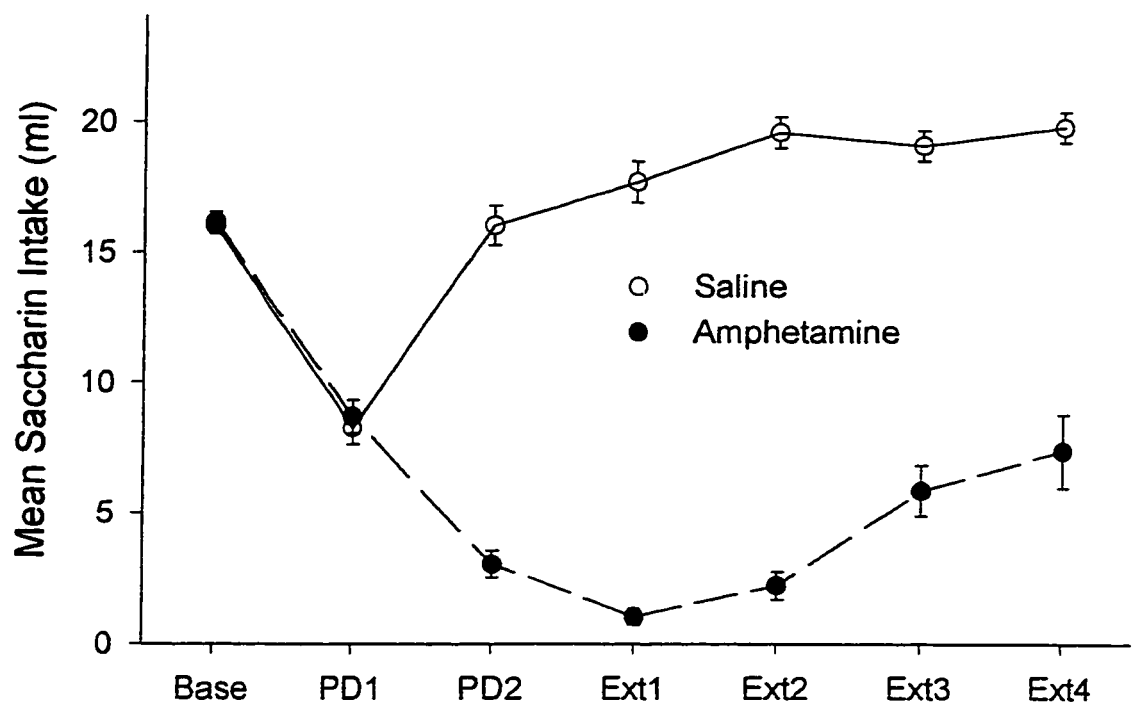 Mean Saccharin Intake (ml)
20
15
10
5
0
Saline
Amphetamine
Base PD1 PD2 Ext1 Ext2 Ext3 Ext4